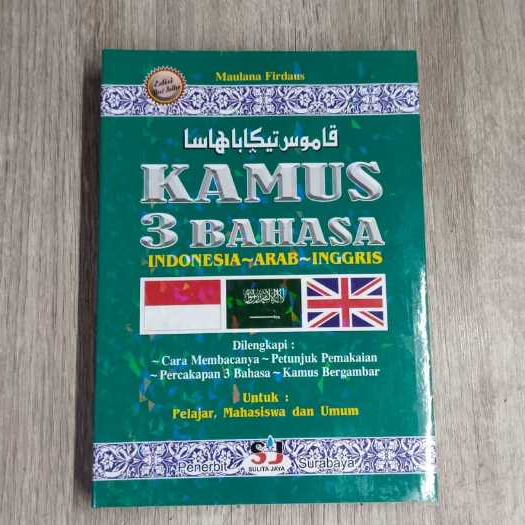 Maulana Firdaus
قاموس تيکا باهاسا
KAMUS
3 BAHASA
INDONESIA~ARAB~INGGRIS
Dilengkapi :
~Cara Membacanya ~Petunjuk Pemakaian
~Percakapan 3 Bahasa ~Kamus Bergambar
Untuk :
Pelajar, Mahasiswa dan Umum
Penerbit SJ Surabaya
SULITA JAYA